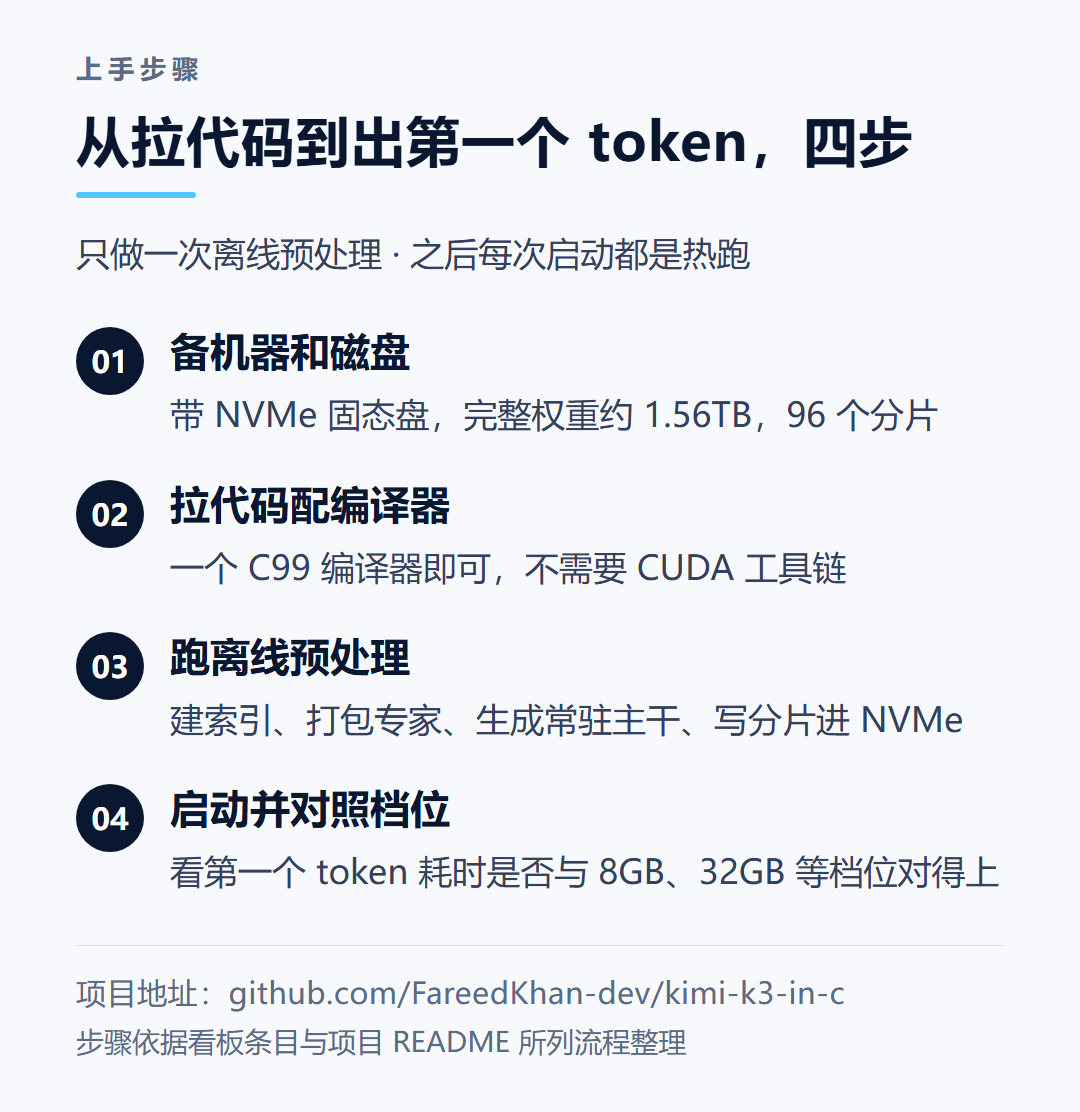 上手步骤
从拉代码到出第一个 token，四步
只做一次离线预处理 · 之后每次启动都是热跑
01
备机器和磁盘
带 NVMe 固态盘，完整权重约 1.56TB，96 个分片
02
拉代码配编译器
一个 C99 编译器即可，不需要 CUDA 工具链
03
跑离线预处理
建索引、打包专家、生成常驻主干、写分片进 NVMe
04
启动并对照档位
看第一个 token 耗时是否与 8GB、32GB 等档位对得上
项目地址：github.com/FareedKhan-dev/kimi-k3-in-c
步骤依据看板条目与项目 README 所列流程整理